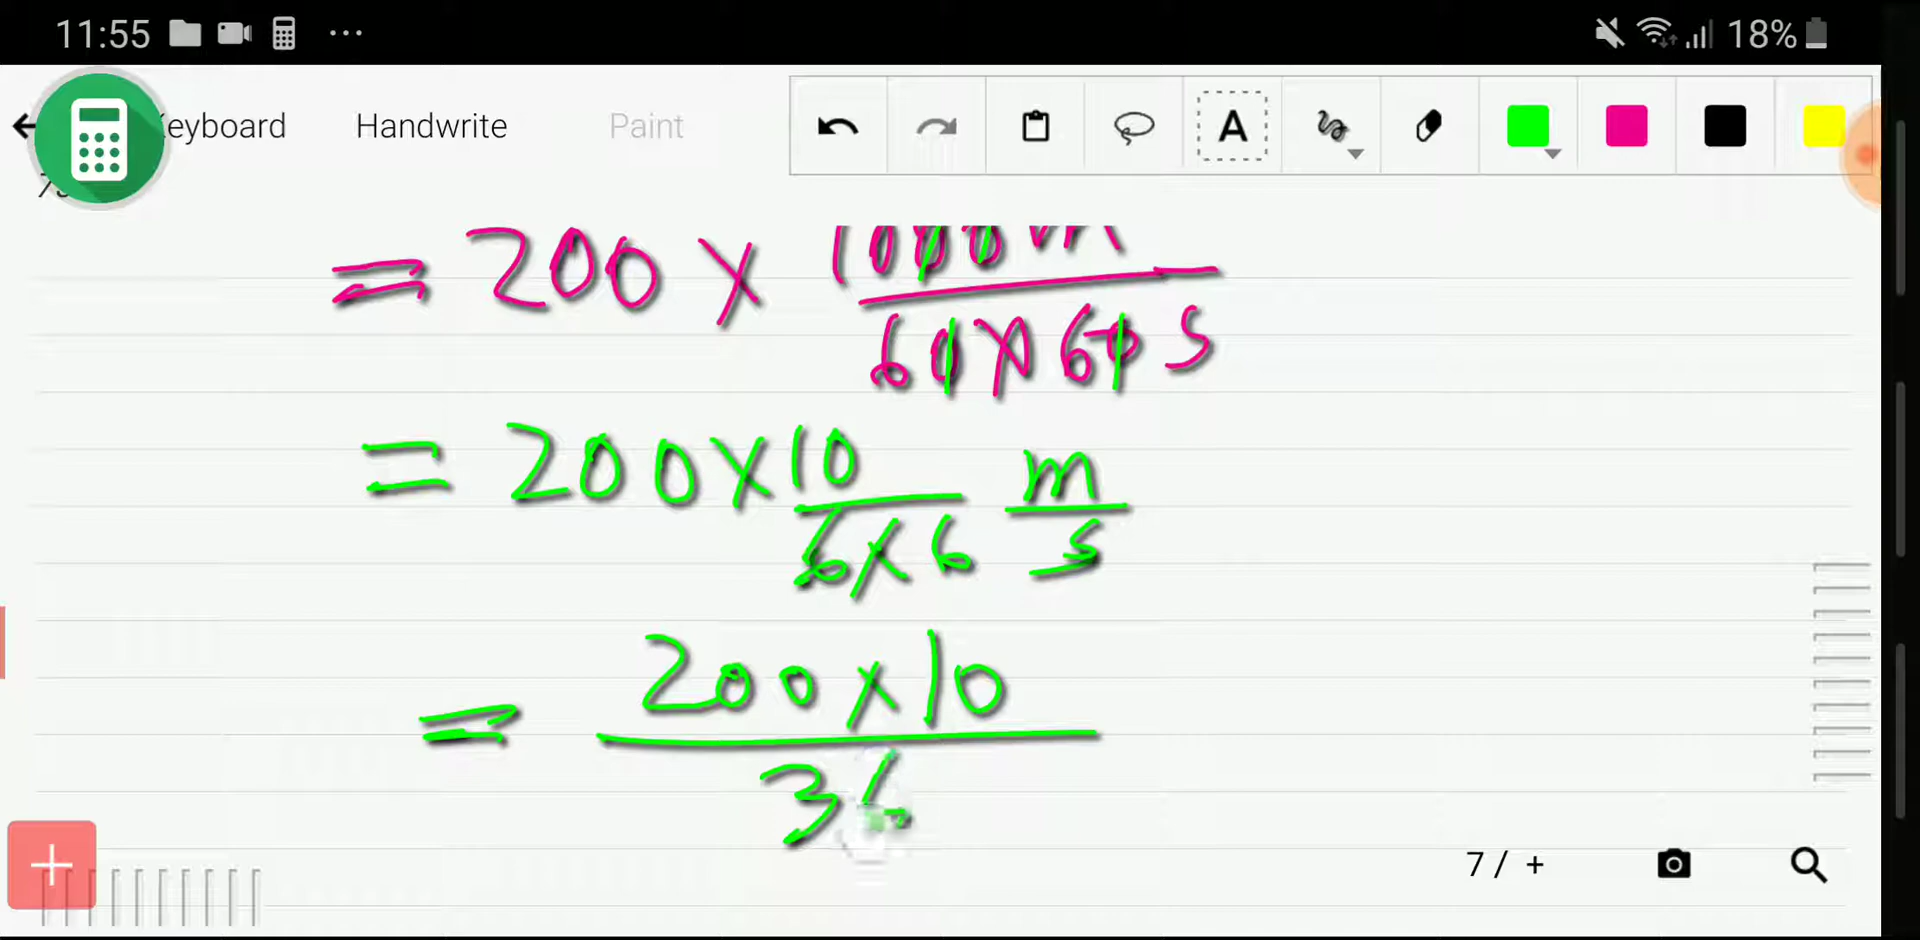 11:55 ... 18%
eyboard Handwrite Paint A
= 200 × 1000 m
60 × 60 s
= 200 × 10 m
6 × 6 s
= 200 × 10
36
7 / +